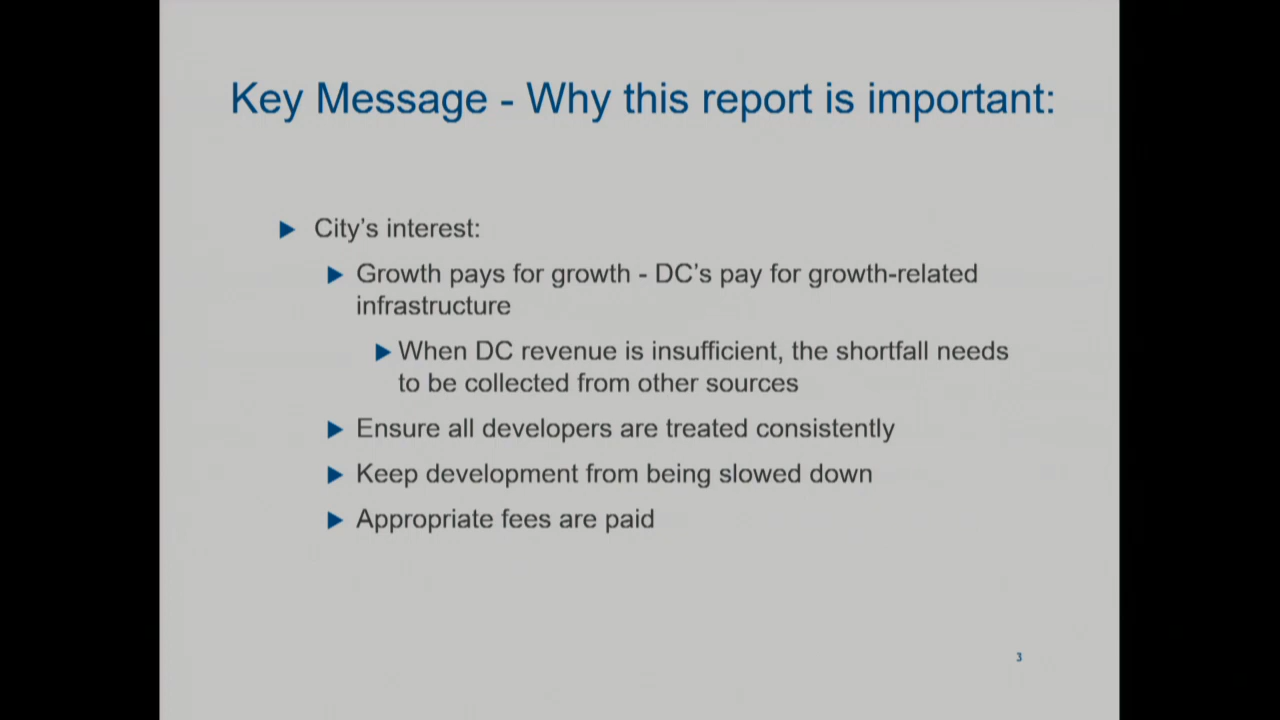 Key Message - Why this report is important:
City's interest:
Growth pays for growth - DC's pay for growth-related
infrastructure
When DC revenue is insufficient, the shortfall needs
to be collected from other sources
Ensure all developers are treated consistently
Keep development from being slowed down
Appropriate fees are paid
3